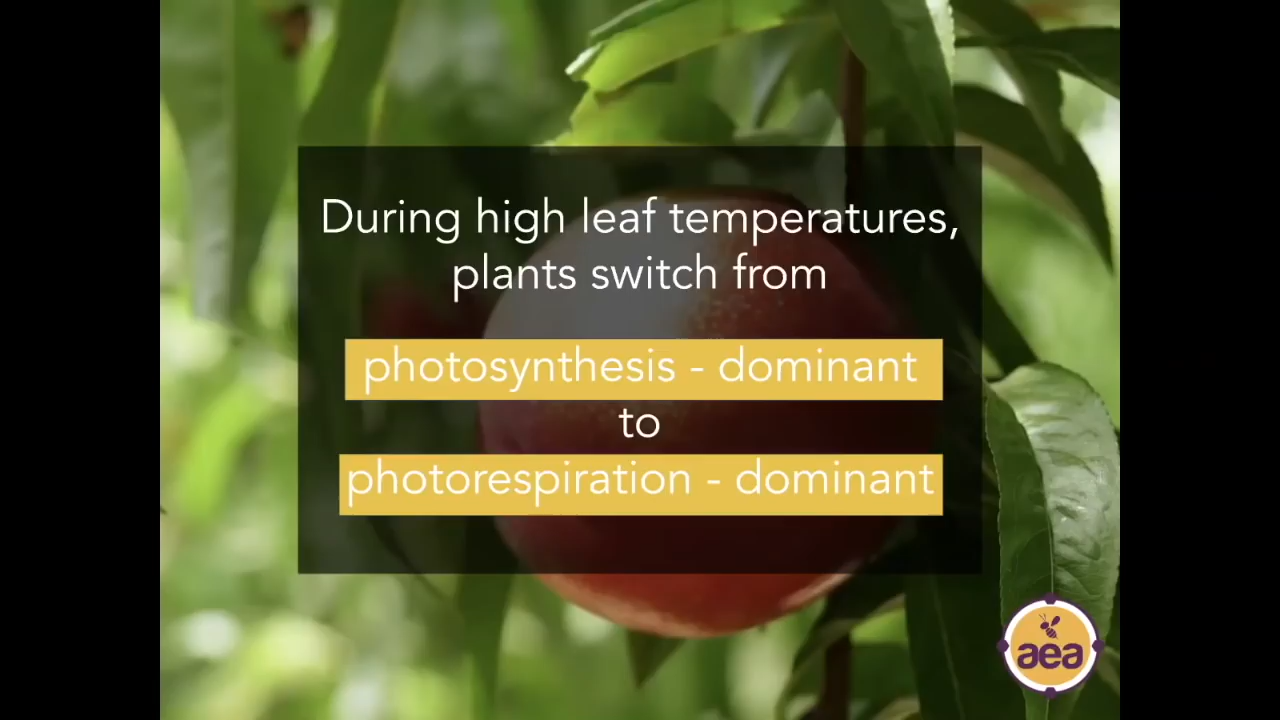 During high leaf temperatures,
plants switch from
photosynthesis - dominant
to
photorespiration - dominant
aea